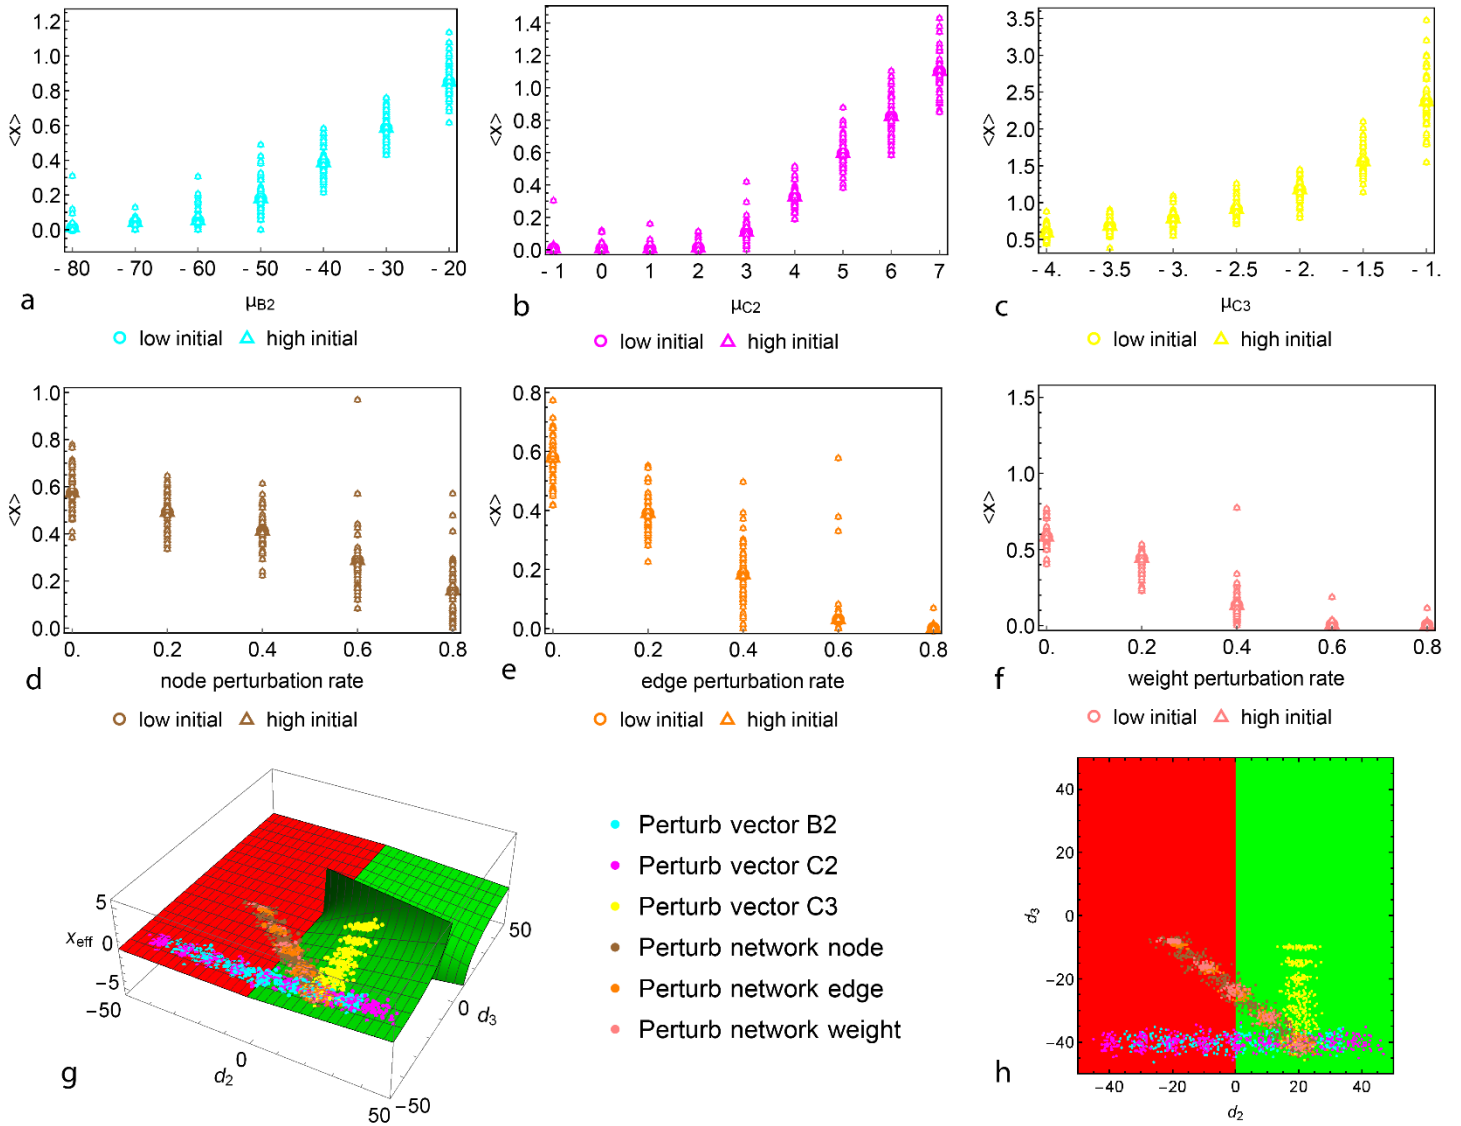 <x>
1.2
1.0
0.8
0.6
0.4
0.2
0.0
- 80 - 70 - 60 - 50 - 40 - 30 - 20
μB2
a
low initial high initial
<x>
1.4
1.2
1.0
0.8
0.6
0.4
0.2
0.0
- 1 0 1 2 3 4 5 6 7
μC2
b
low initial high initial
<x>
3.5
3.0
2.5
2.0
1.5
1.0
0.5
- 4. - 3.5 - 3. - 2.5 - 2. - 1.5 - 1.
μC3
c
low initial high initial
<x>
1.0
0.8
0.6
0.4
0.2
0.0
0. 0.2 0.4 0.6 0.8
node perturbation rate
d
low initial high initial
<x>
0.8
0.6
0.4
0.2
0.0
0. 0.2 0.4 0.6 0.8
edge perturbation rate
e
low initial high initial
<x>
1.5
1.0
0.5
0.0
0. 0.2 0.4 0.6 0.8
weight perturbation rate
f
low initial high initial
5
xeff 0
−5
−50
0
d2
50
−50
0
d3
50
g
Perturb vector B2
Perturb vector C2
Perturb vector C3
Perturb network node
Perturb network edge
Perturb network weight
d3
40
20
0
−20
−40
−40 −20 0 20 40
d2
h